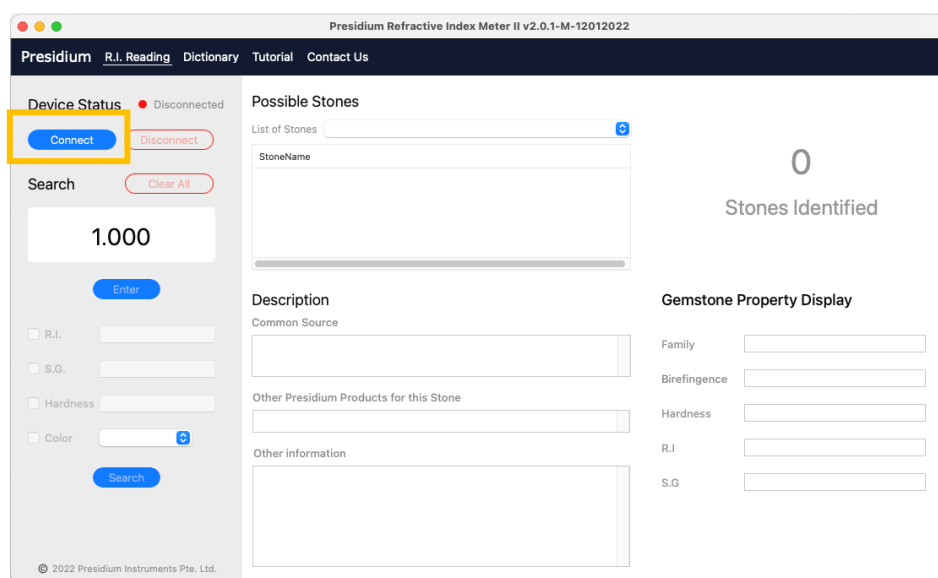 Presidium Refractive Index Meter II v2.0.1-M-12012022
Presidium R.I. Reading Dictionary Tutorial Contact Us
Device Status Disconnected
Connect Disconnect
Search Clear All
1.000
Enter
R.I.
S.G.
Hardness
Color
Search
© 2022 Presidium Instruments Pte. Ltd.
Possible Stones
List of Stones
StoneName
0
Stones Identified
Description
Common Source
Other Presidium Products for this Stone
Other information
Gemstone Property Display
Family
Birefingence
Hardness
R.I
S.G